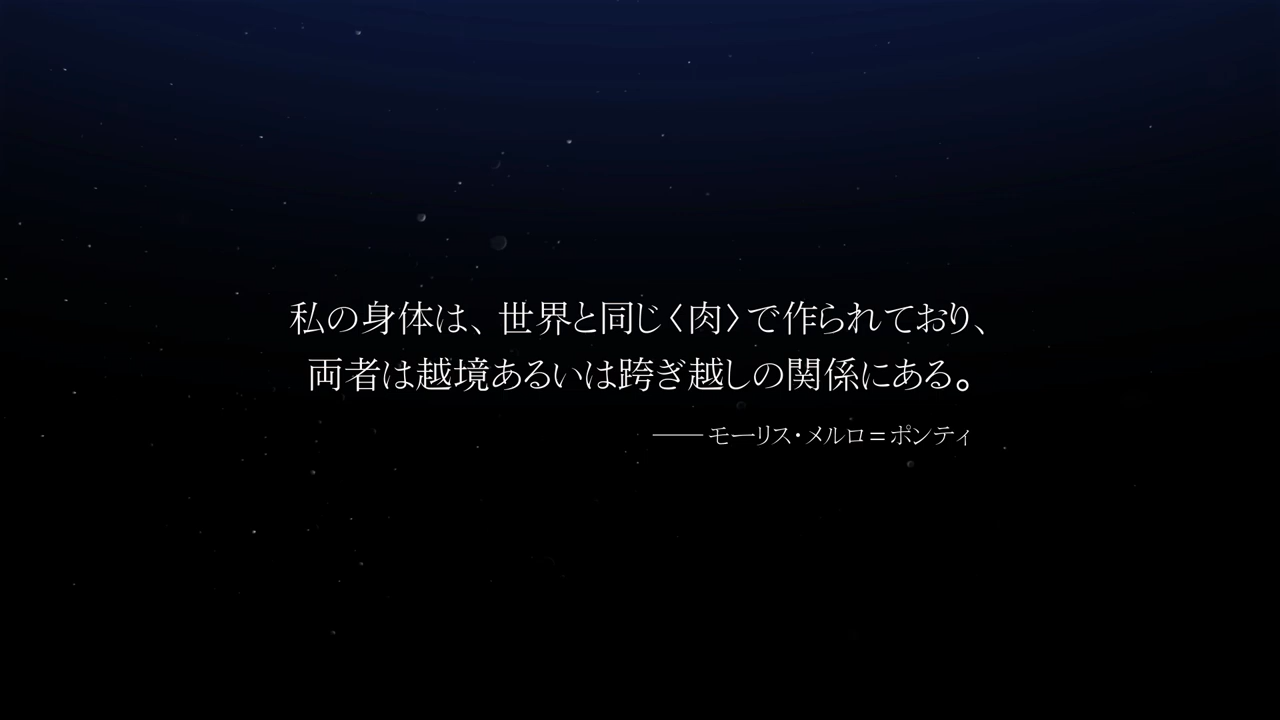 私の身体は、世界と同じ〈肉〉で作られており、
両者は越境あるいは跨ぎ越しの関係にある。
――モーリス・メルロ＝ポンティ